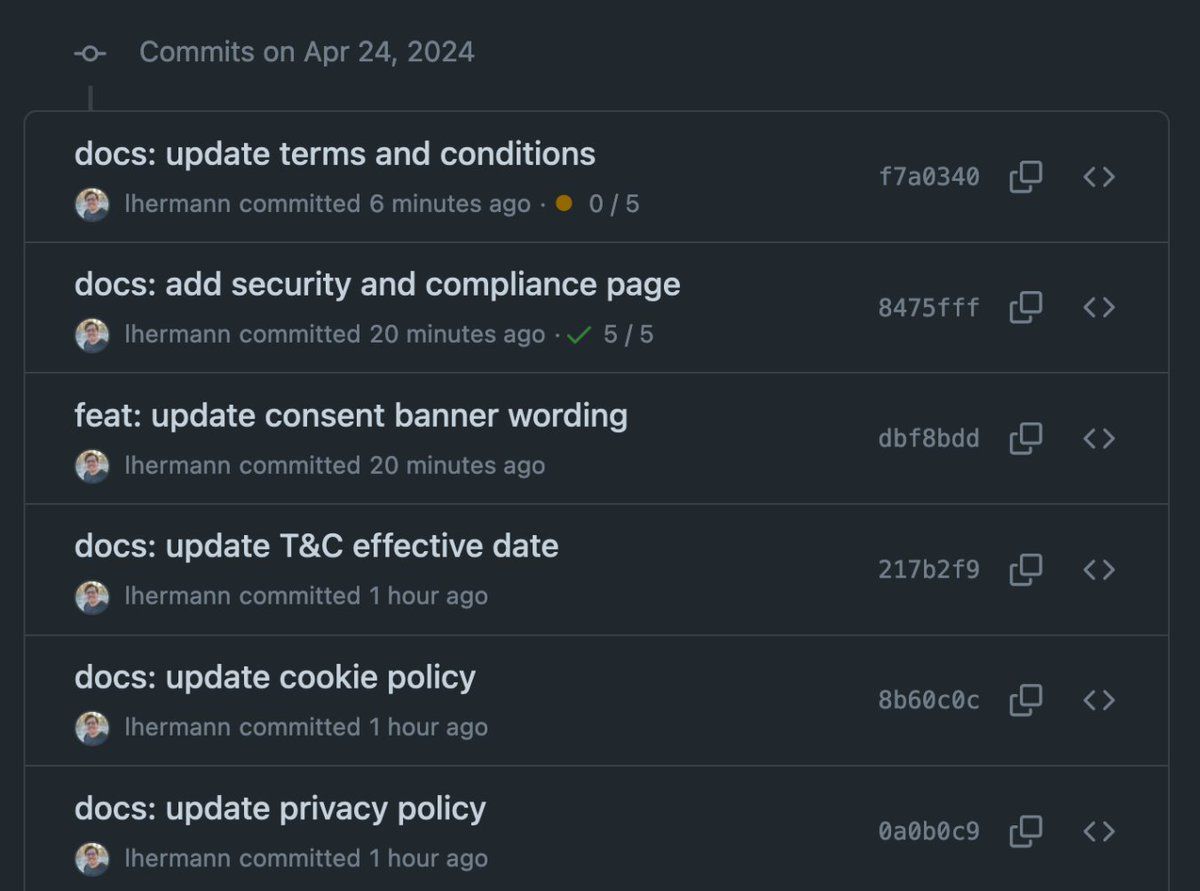 Commits on Apr 24, 2024
docs: update terms and conditions
lhermann committed 6 minutes ago · 0 / 5
f7a0340
docs: add security and compliance page
lhermann committed 20 minutes ago · 5 / 5
8475fff
feat: update consent banner wording
lhermann committed 20 minutes ago
dbf8bdd
docs: update T&C effective date
lhermann committed 1 hour ago
217b2f9
docs: update cookie policy
lhermann committed 1 hour ago
8b60c0c
docs: update privacy policy
lhermann committed 1 hour ago
0a0b0c9